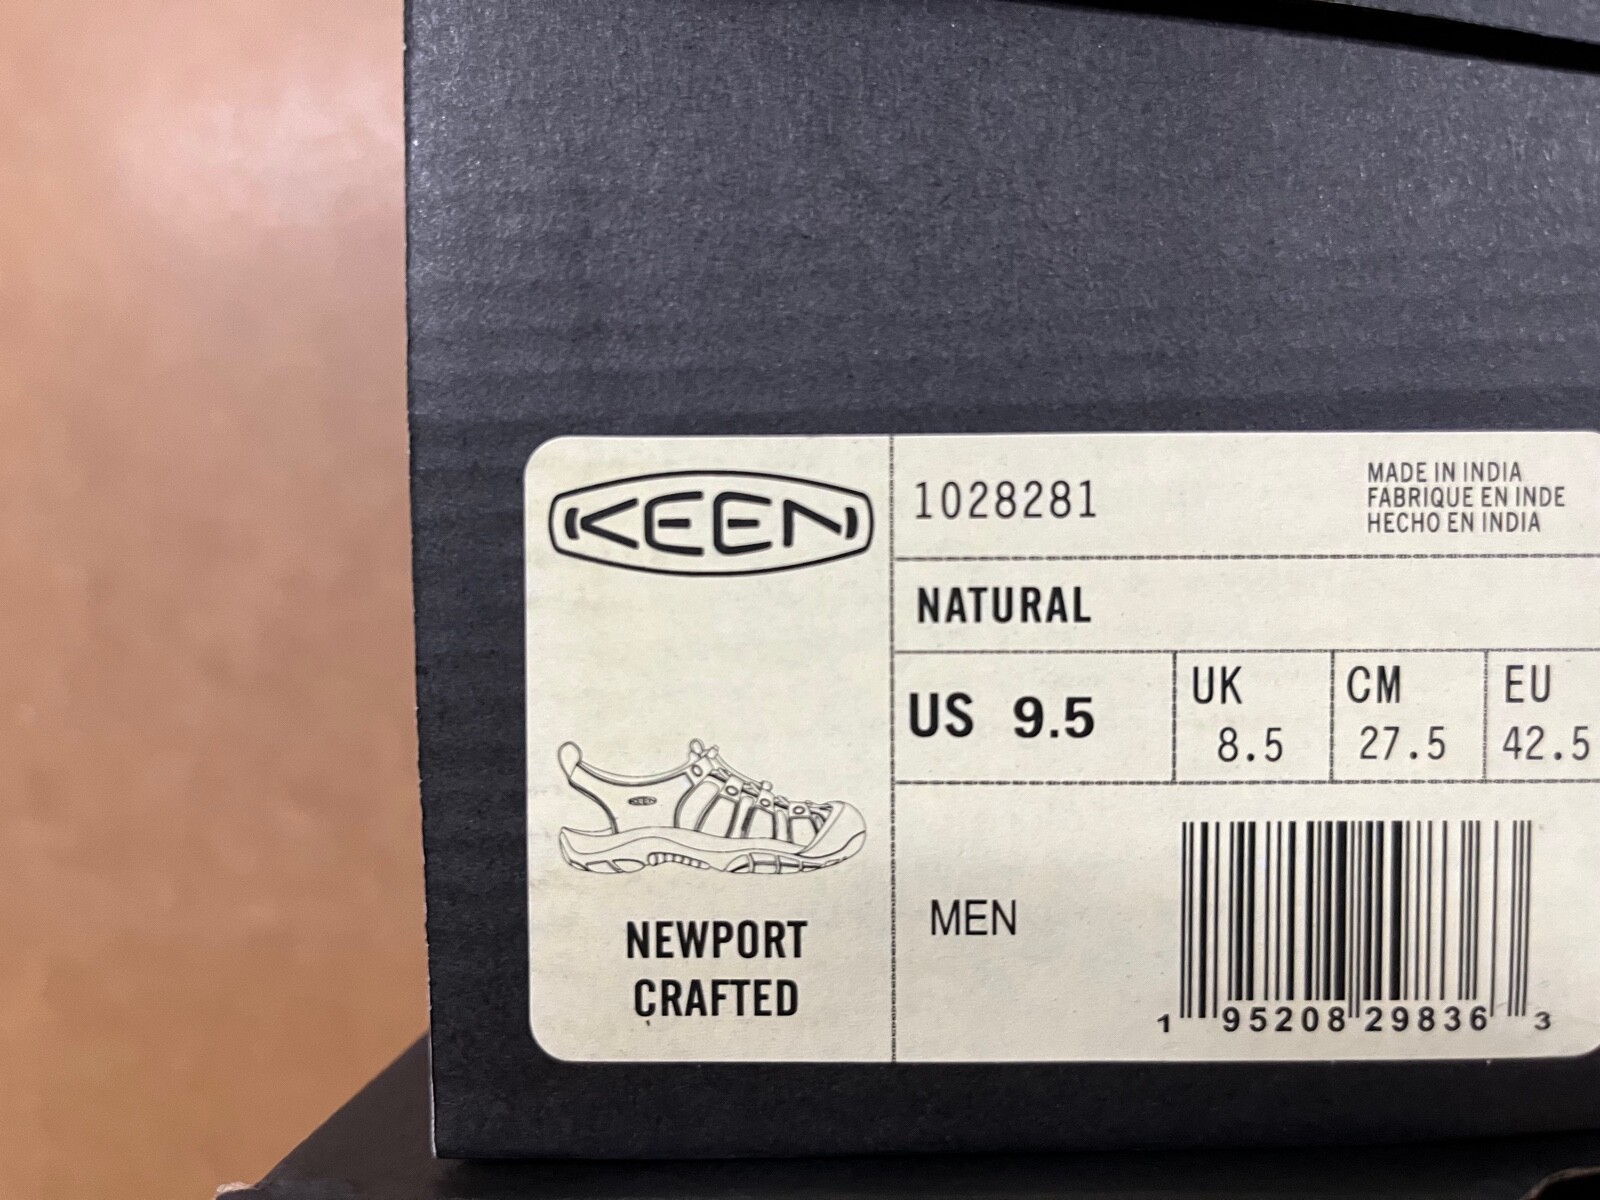 KEEN
1028281
MADE IN INDIA
FABRIQUE EN INDE
HECHO EN INDIA
NATURAL
US 9.5
UK
8.5
CM
27.5
EU
42.5
KEEN
NEWPORT
CRAFTED
MEN
1 95208 29836 3